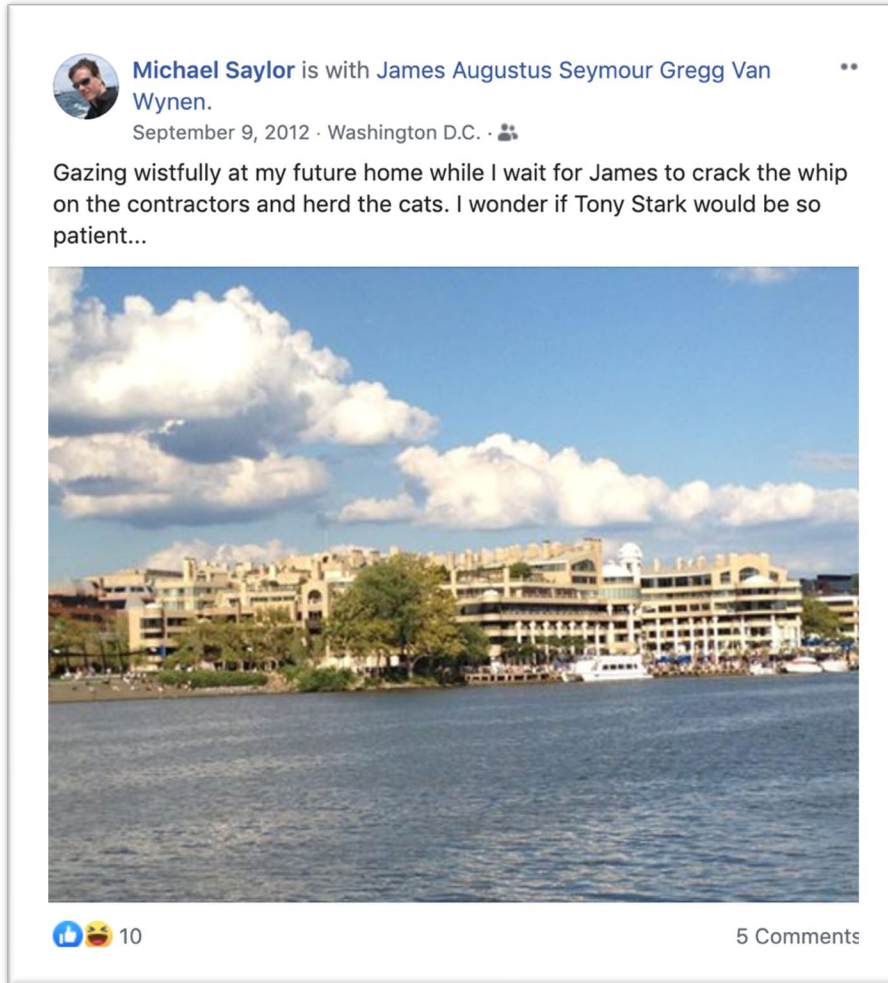 Michael Saylor is with James Augustus Seymour Gregg Van
Wynen.
September 9, 2012 · Washington D.C. ·
Gazing wistfully at my future home while I wait for James to crack the whip
on the contractors and herd the cats. I wonder if Tony Stark would be so
patient...
10
5 Comments